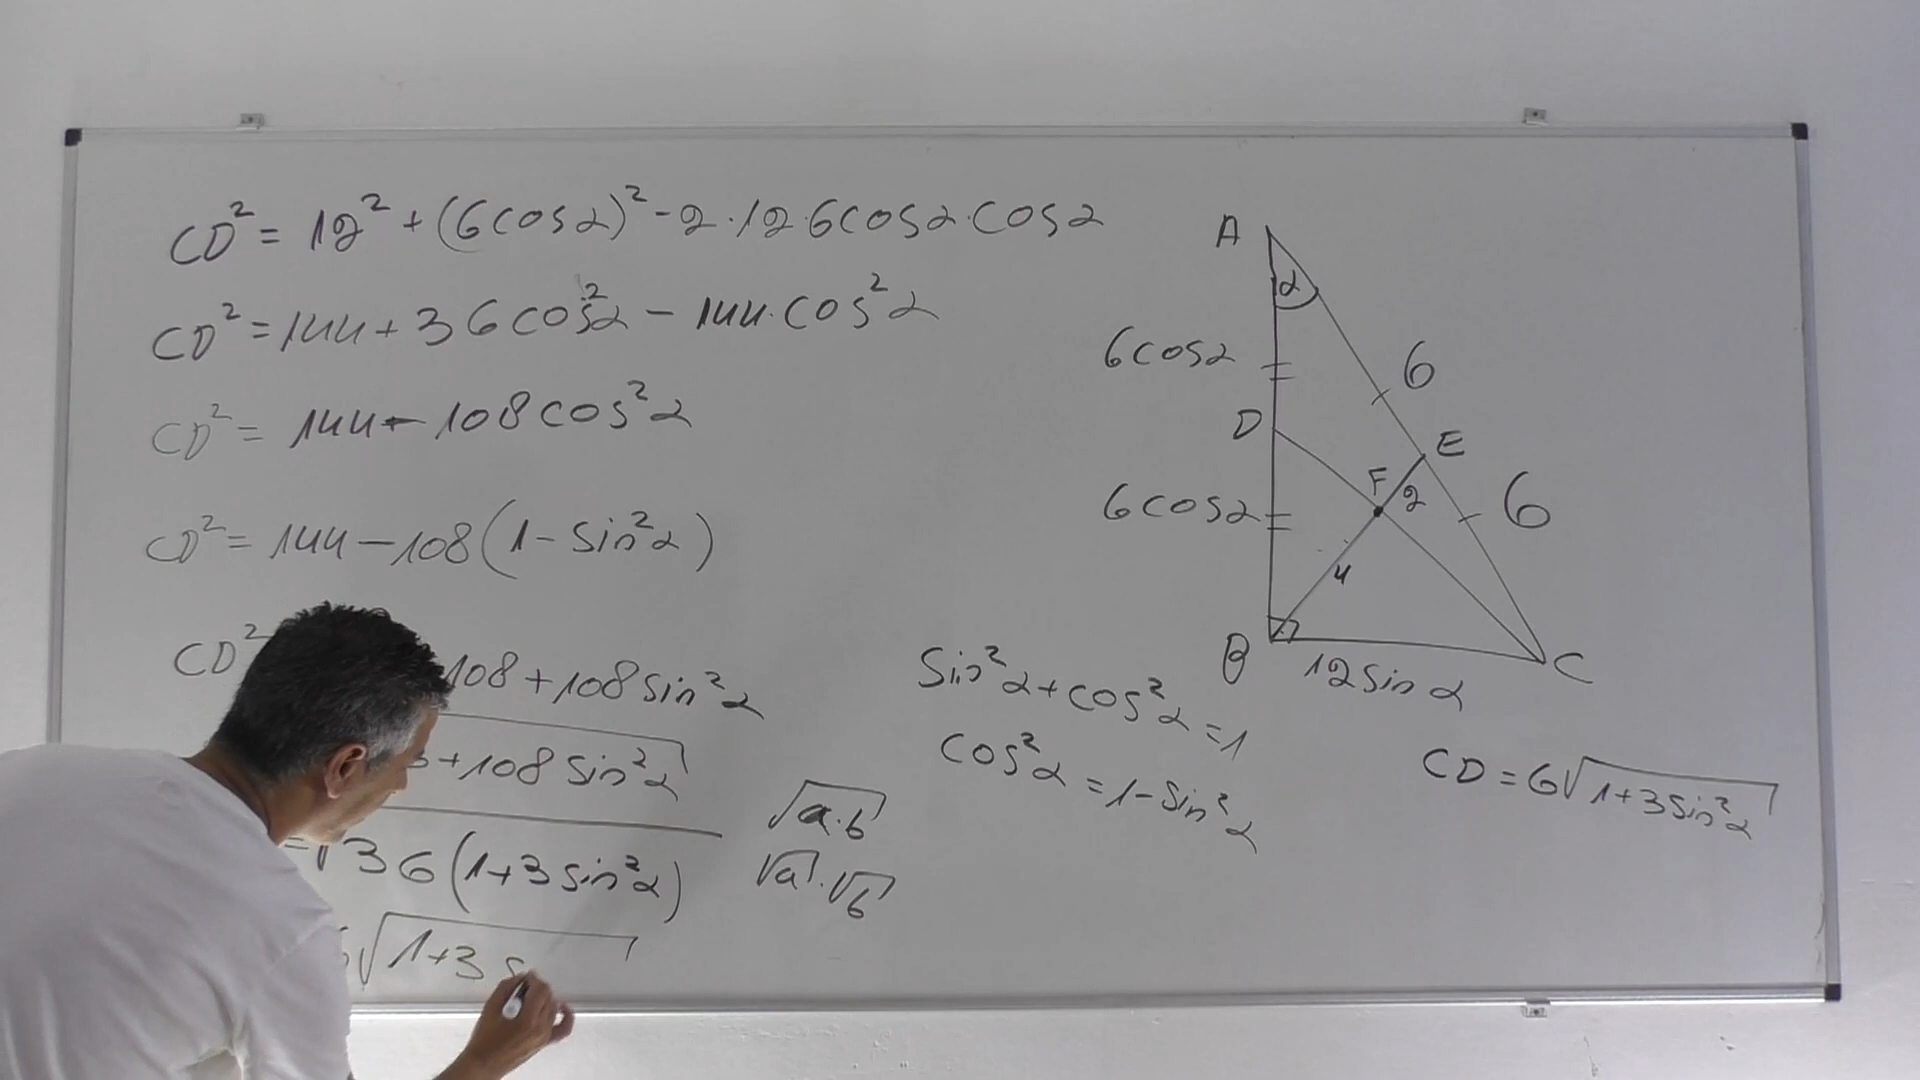 CD² = 12² + (6cosα)² - 2·12·6cosα·cosα
CD² = 144 + 36cos²α - 144·cos²α
CD² = 144 - 108cos²α
CD² = 144 - 108(1 - sin²α)
CD² 108 + 108sin²α
+108sin²α
=√36(1+3sin²α)
√1+3 s
Sin²α + cos²α = 1
cos²α = 1 - sin²α
√a·b
√a·√b
A
α
6cosα
6
D
E
F
2
6cosα
6
4
B
C
12sinα
CD = 6√1+3sin²α